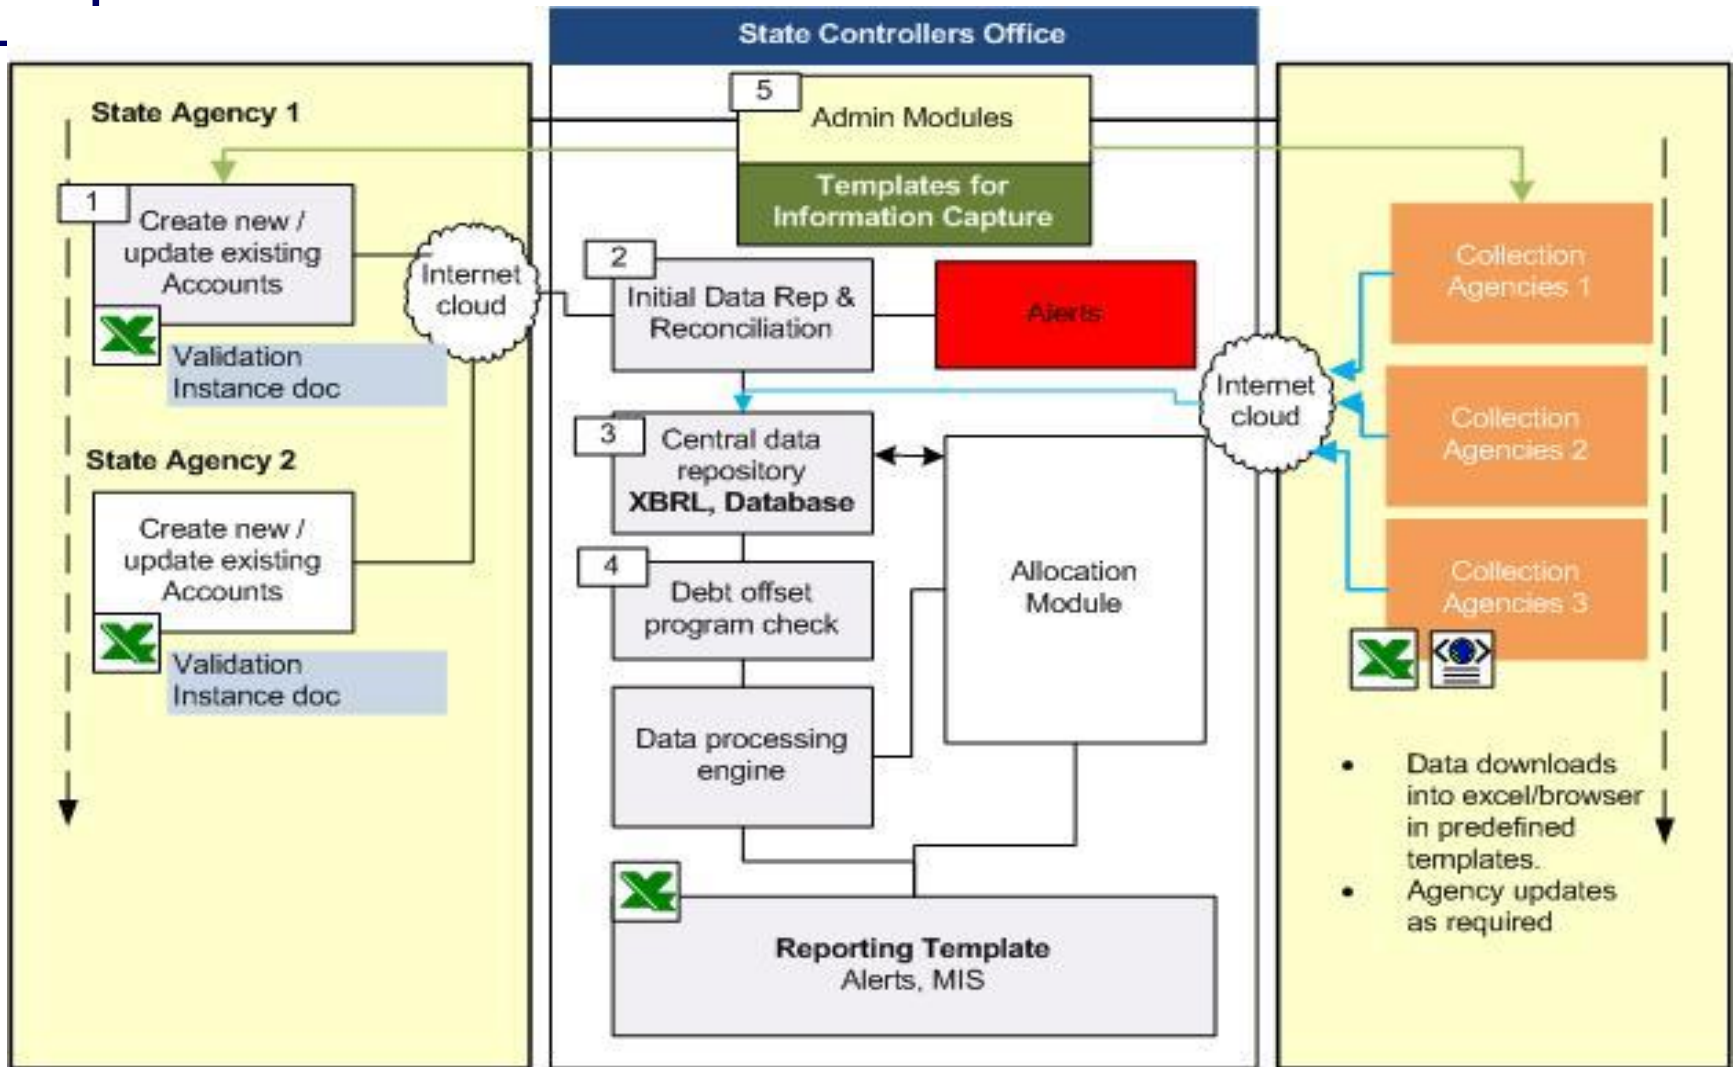 State Controllers Office
State Agency 1
1
Create new /
update existing
Accounts
Validation
Instance doc
State Agency 2
Create new /
update existing
Accounts
Validation
Instance doc
Internet
cloud
5
Admin Modules
Templates for
Information Capture
2
Initial Data Rep &
Reconciliation
Alerts
3
Central data
repository
XBRL, Database
4
Debt offset
program check
Data processing
engine
Allocation
Module
Reporting Template
Alerts, MIS
Internet
cloud
Collection
Agencies 1
Collection
Agencies 2
Collection
Agencies 3
• Data downloads
into excel/browser
in predefined
templates.
• Agency updates
as required